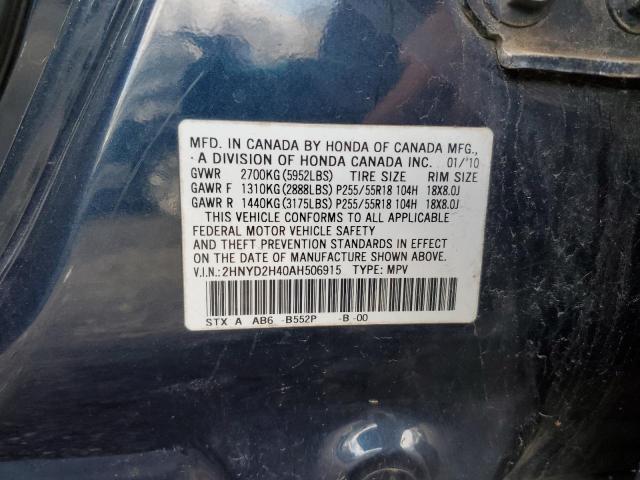 MFD. IN CANADA BY HONDA OF CANADA MFG.,
A DIVISION OF HONDA CANADA INC. 01/'10
GVWR 2700KG(5952LBS) TIRE SIZE RIM SIZE
GAWR F 1310KG(2888LBS) P255/55R18 104H 18X8.0J
GAWR R 1440KG(3175LBS) P255/55R18 104H 18X8.0J
THIS VEHICLE CONFORMS TO ALL APPLICABLE
FEDERAL MOTOR VEHICLE SAFETY
AND THEFT PREVENTION STANDARDS IN EFFECT
ON THE DATE OF MANUFACTURE SHOWN ABOVE.
V.I.N.:2HNYD2H40AH506915 TYPE: MPV
STX A AB6 -B552P -B -00